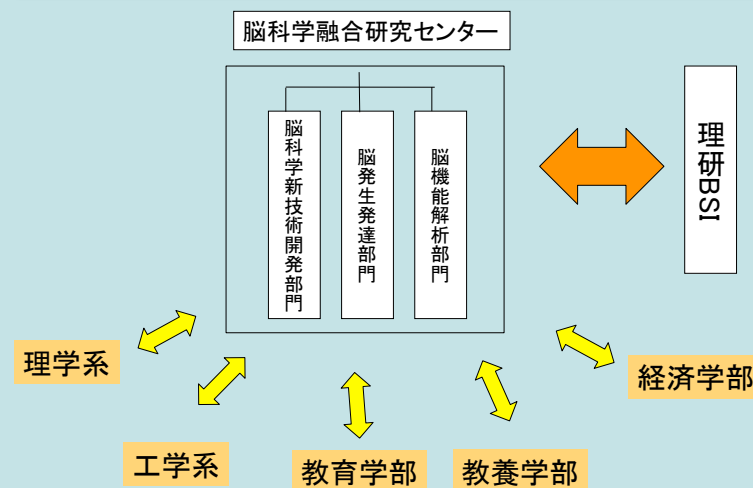 脳科学融合研究センター
脳科学新技術開発部門
脳発生発達部門
脳機能解析部門
理研BSI
理学系
工学系
教育学部
教養学部
経済学部